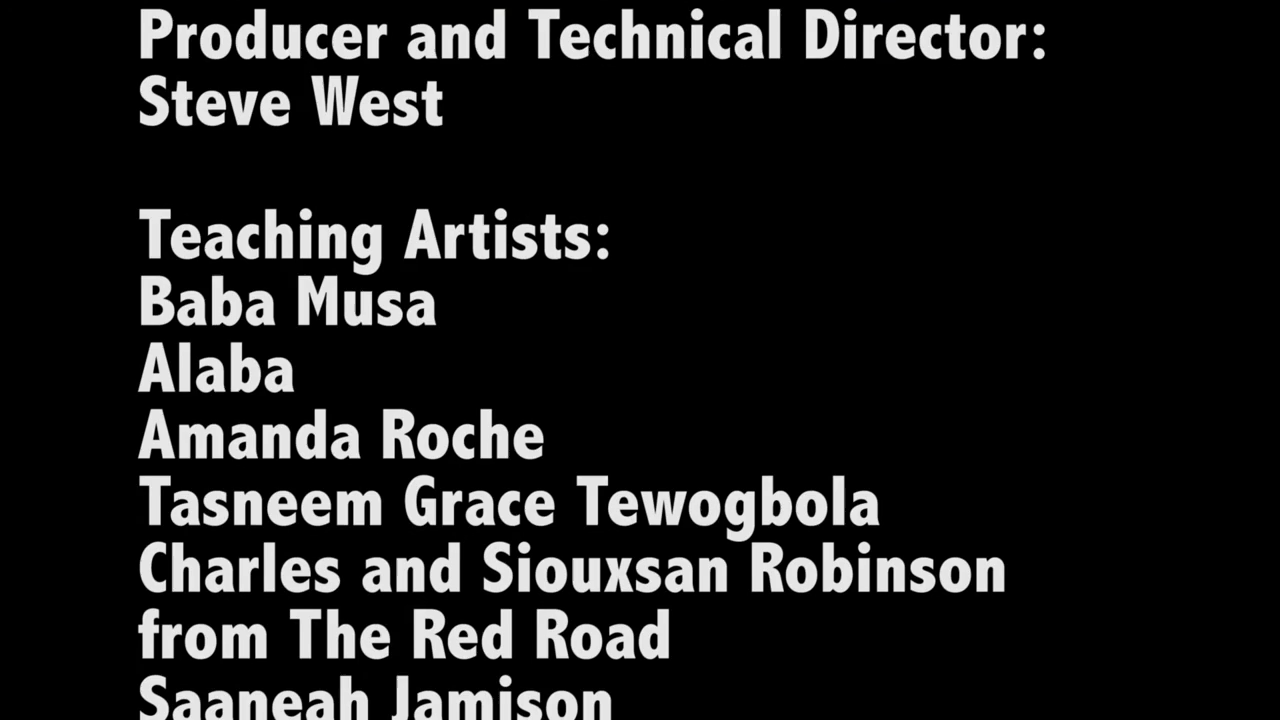 Producer and Technical Director:
Steve West
Teaching Artists:
Baba Musa
Alaba
Amanda Roche
Tasneem Grace Tewogbola
Charles and Siouxsan Robinson
from The Red Road
Saaneah Jamison